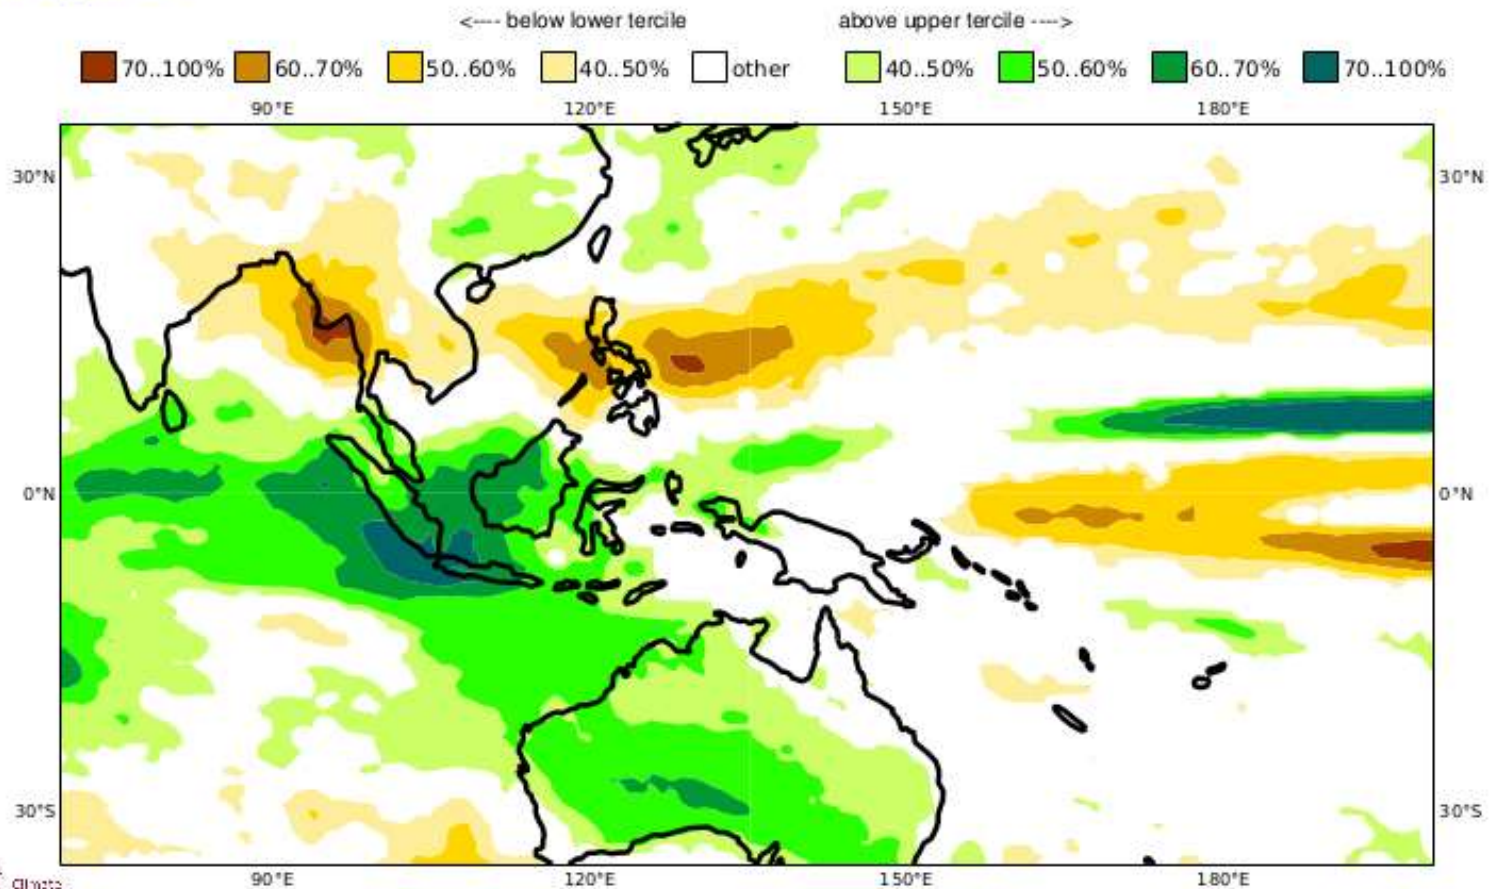 <---- below lower tercile above upper tercile ---->
70..100% 60..70% 50..60% 40..50% other 40..50% 50..60% 60..70% 70..100%
90°E 120°E 150°E 180°E
30°N 30°N
0°N 0°N
30°S 30°S
90°E 120°E 150°E 180°E
Climate